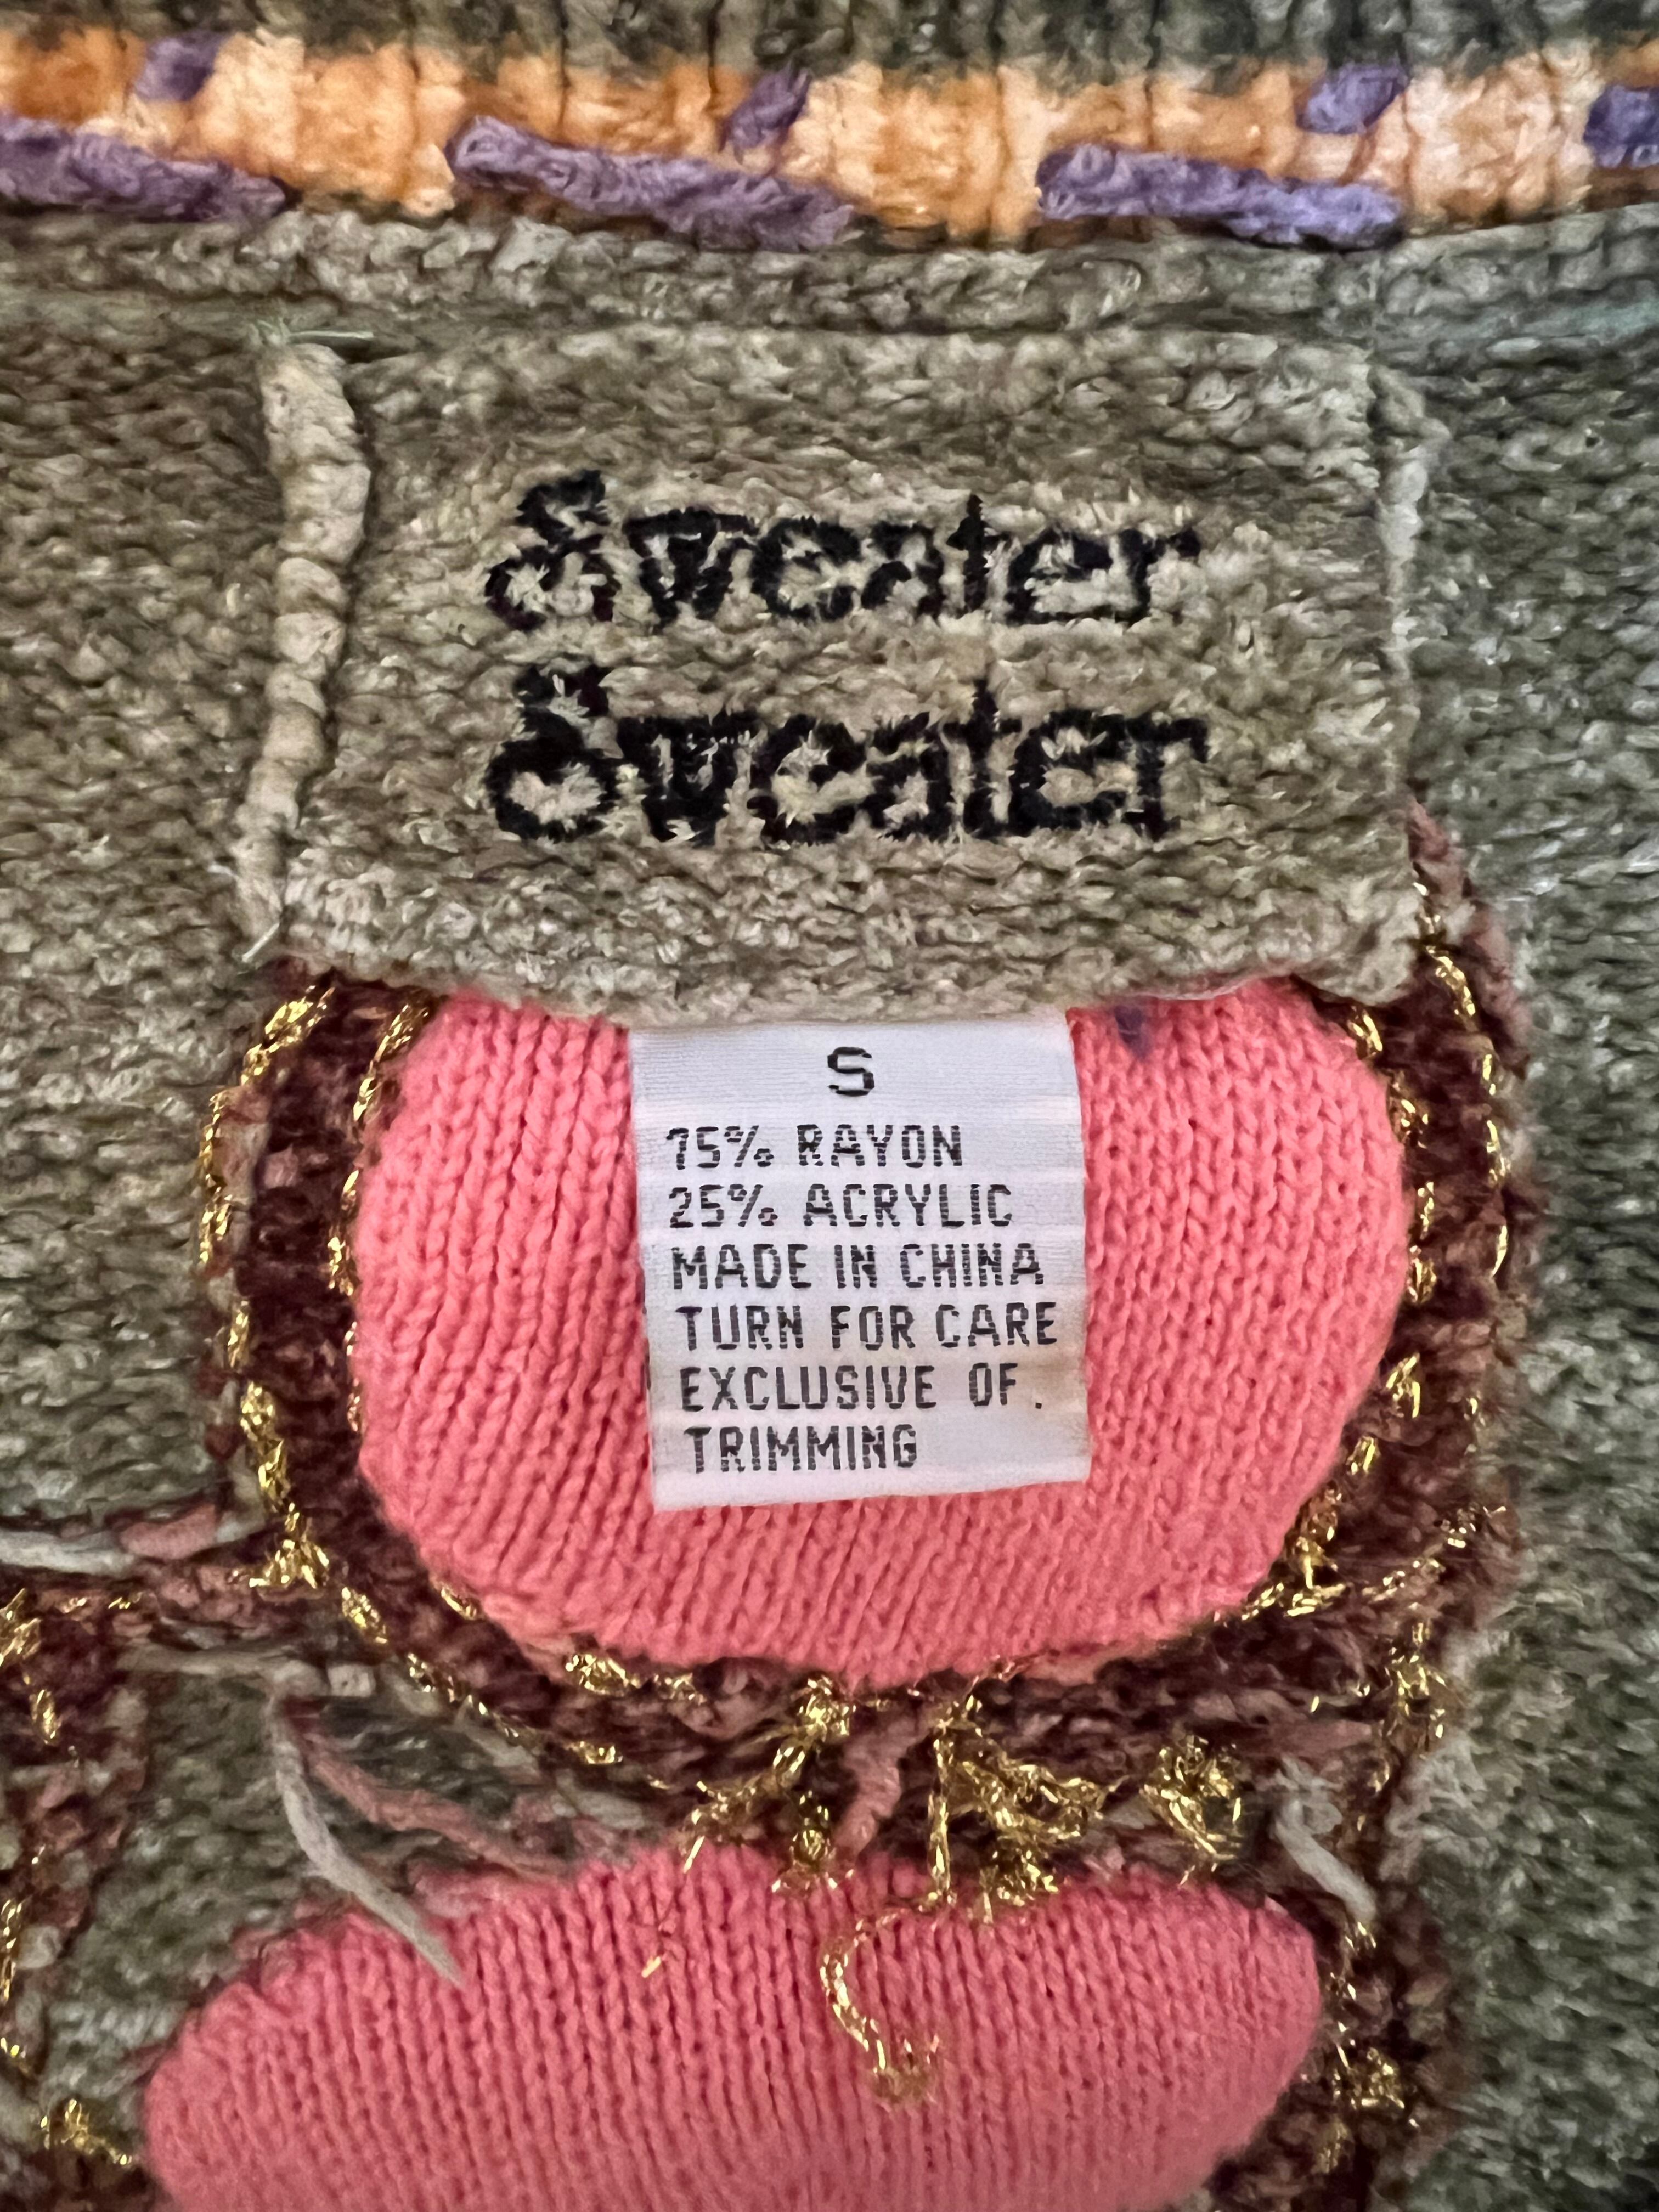 Sweater
Sweater
S
75% RAYON
25% ACRYLIC
MADE IN CHINA
TURN FOR CARE
EXCLUSIVE OF.
TRIMMING